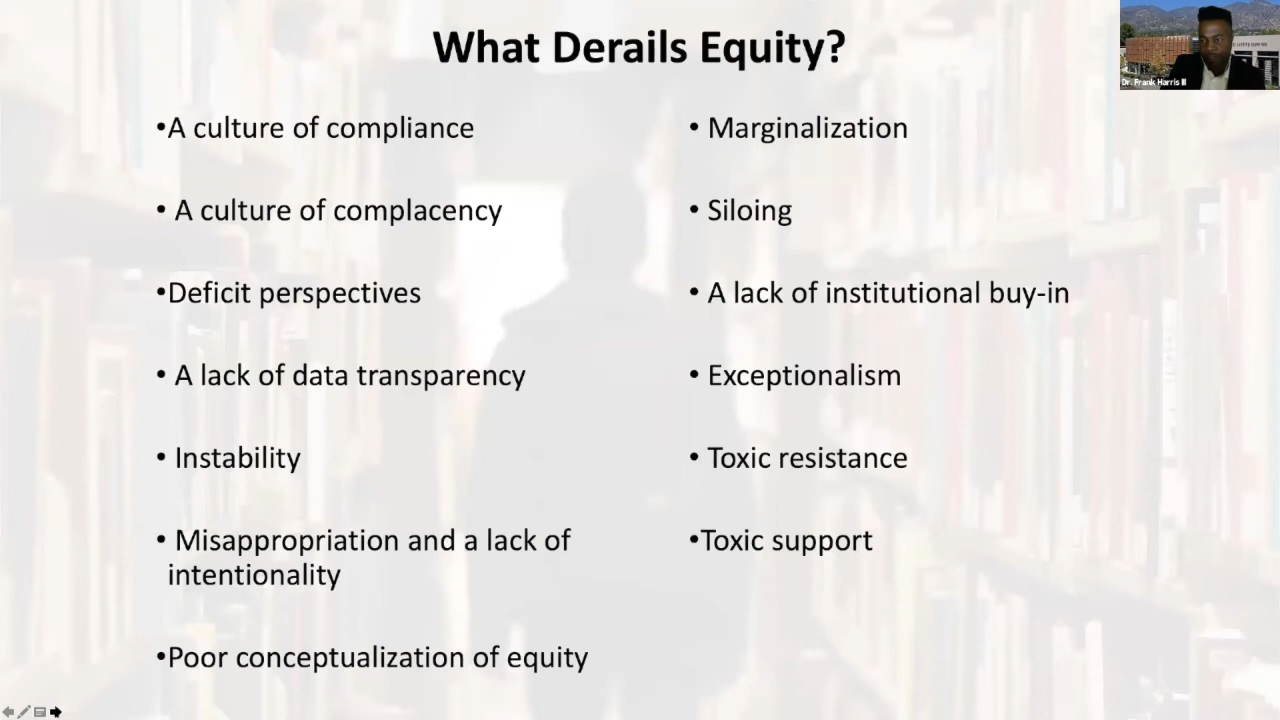 What Derails Equity?
•A culture of compliance
• A culture of complacency
•Deficit perspectives
• A lack of data transparency
• Instability
• Misappropriation and a lack of
intentionality
•Poor conceptualization of equity
• Marginalization
• Siloing
• A lack of institutional buy-in
• Exceptionalism
• Toxic resistance
•Toxic support
Dr. Frank Harris III